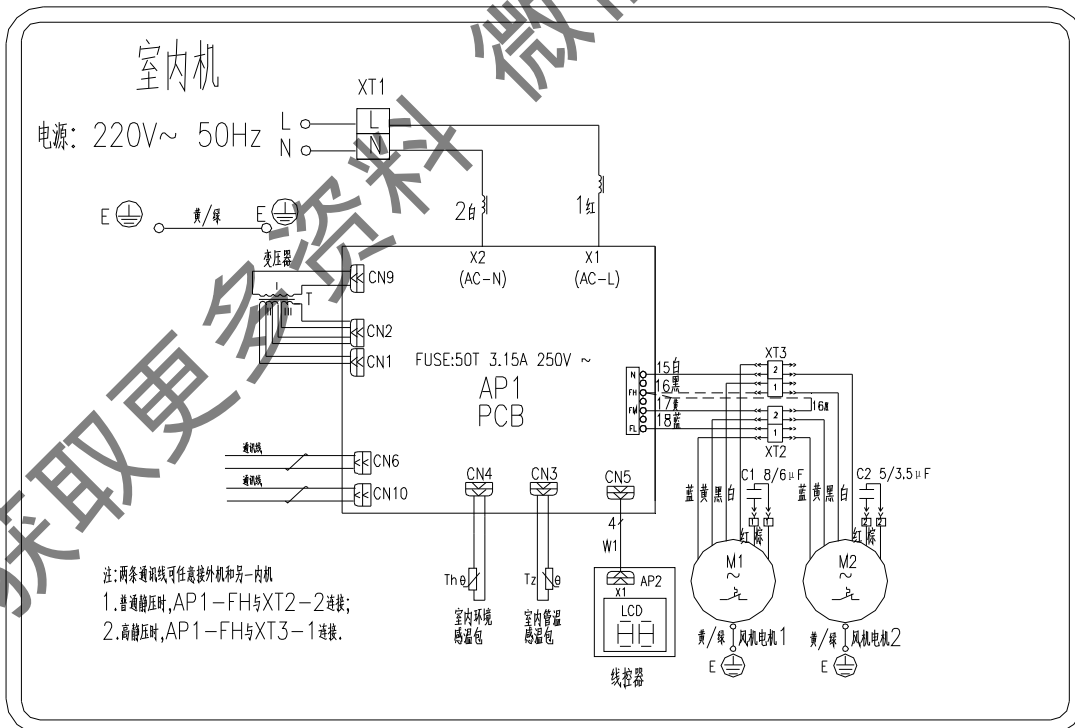 室内机
电源: 220V~ 50Hz
XT1
L
L
N
N
E
黄/绿
E
2白
1红
变压器
X2
(AC-N)
X1
(AC-L)
CN9
I
T
II
III
CN2
CN1
FUSE:50T 3.15A 250V ~
AP1
PCB
N
FH
FM
FL
15白
16黑
17黄
18蓝
XT3
2
1
16黑
2
1
XT2
通讯线
CN6
通讯线
CN10
CN4
CN3
CN5
C1 8/6μF
C2 5/3.5μF
蓝 黄 黑 白
蓝 黄 黑 白
1 1
2 2
红 棕
红 棕
4
W1
M1
~
M2
~
Th θ
Tz θ
AP2
X1
LCD
室内环境
感温包
室内管温
感温包
线控器
黄/绿
风机电机1
E
黄/绿
风机电机2
E
注:两条通讯线可任意接外机和另一内机
1.普通静压时,AP1-FH与XT2-2连接;
2.高静压时,AP1-FH与XT3-1连接.
获取更多资料 微